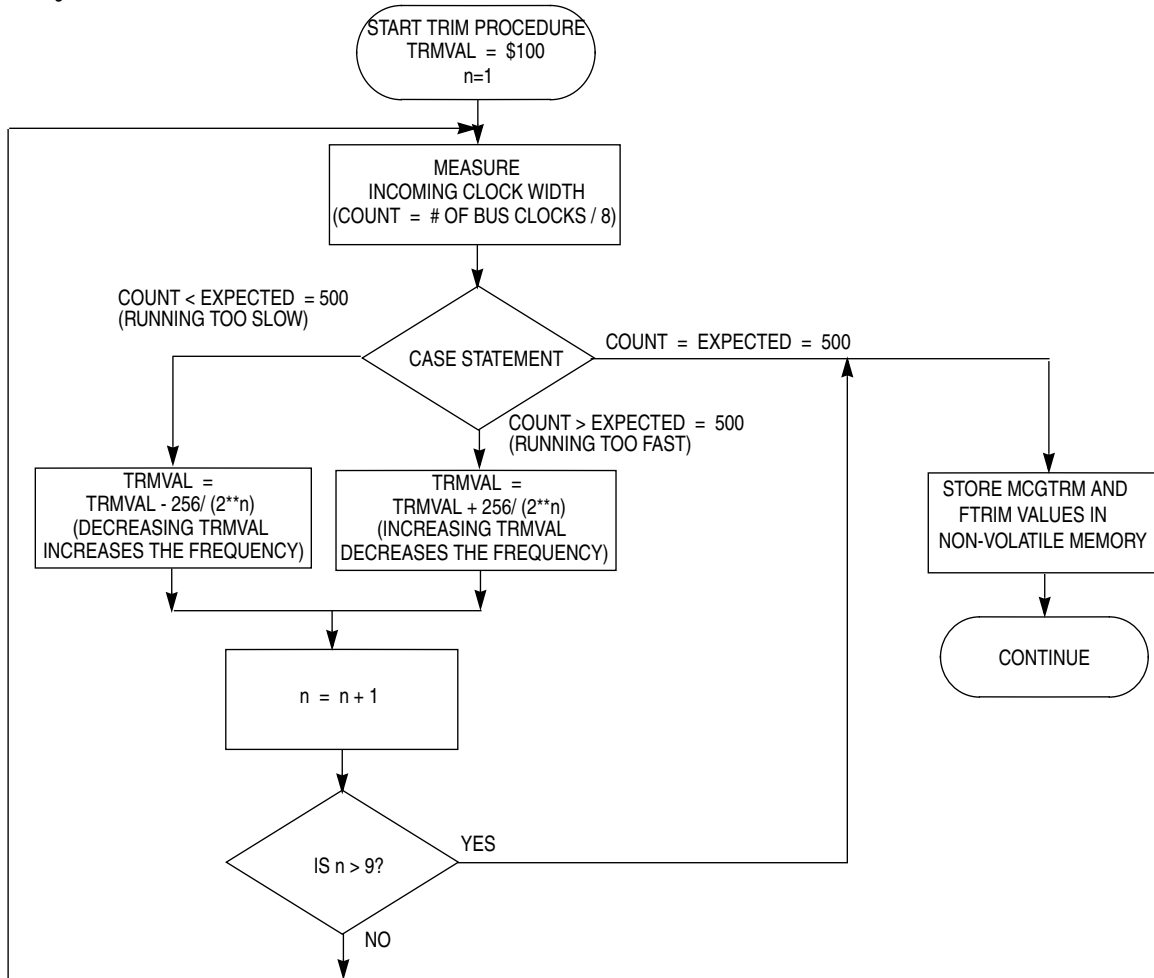 START TRIM PROCEDURE
TRMVAL = $100
n=1
MEASURE
INCOMING CLOCK WIDTH
(COUNT = # OF BUS CLOCKS / 8)
COUNT < EXPECTED = 500
(RUNNING TOO SLOW)
CASE STATEMENT
COUNT = EXPECTED = 500
COUNT > EXPECTED = 500
(RUNNING TOO FAST)
TRMVAL =
TRMVAL - 256/ (2**n)
(DECREASING TRMVAL
INCREASES THE FREQUENCY)
TRMVAL =
TRMVAL + 256/ (2**n)
(INCREASING TRMVAL
DECREASES THE FREQUENCY)
STORE MCGTRM AND
FTRIM VALUES IN
NON-VOLATILE MEMORY
CONTINUE
n = n + 1
IS n > 9?
YES
NO